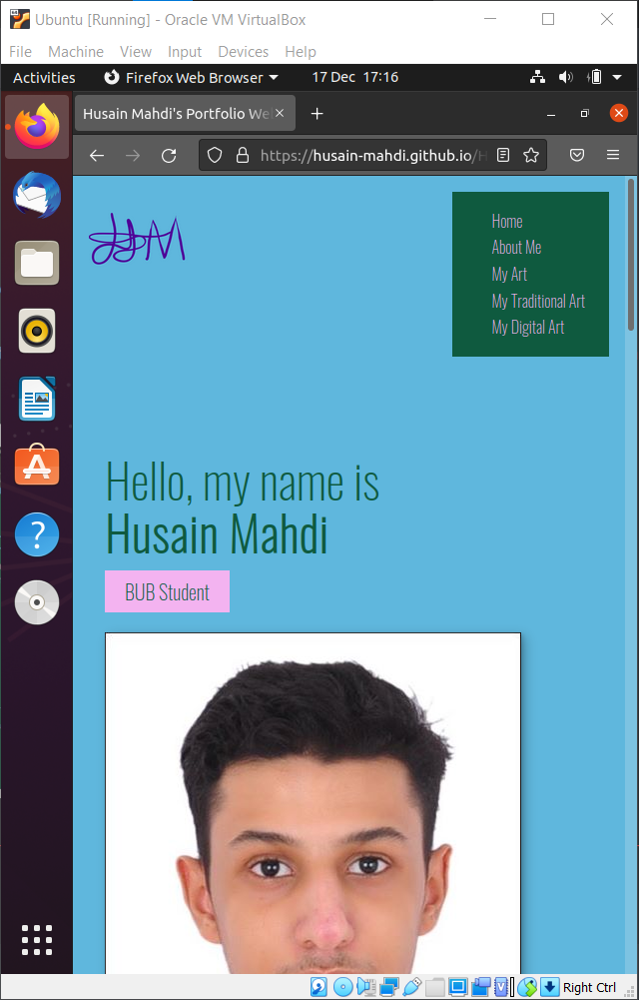 Ubuntu [Running] - Oracle VM VirtualBox
File Machine View Input Devices Help
Activities Firefox Web Browser 17 Dec 17:16
Husain Mahdi's Portfolio We
https://husain-mahdi.github.io/H
HM
Home
About Me
My Art
My Traditional Art
My Digital Art
Hello, my name is
Husain Mahdi
BUB Student
Right Ctrl